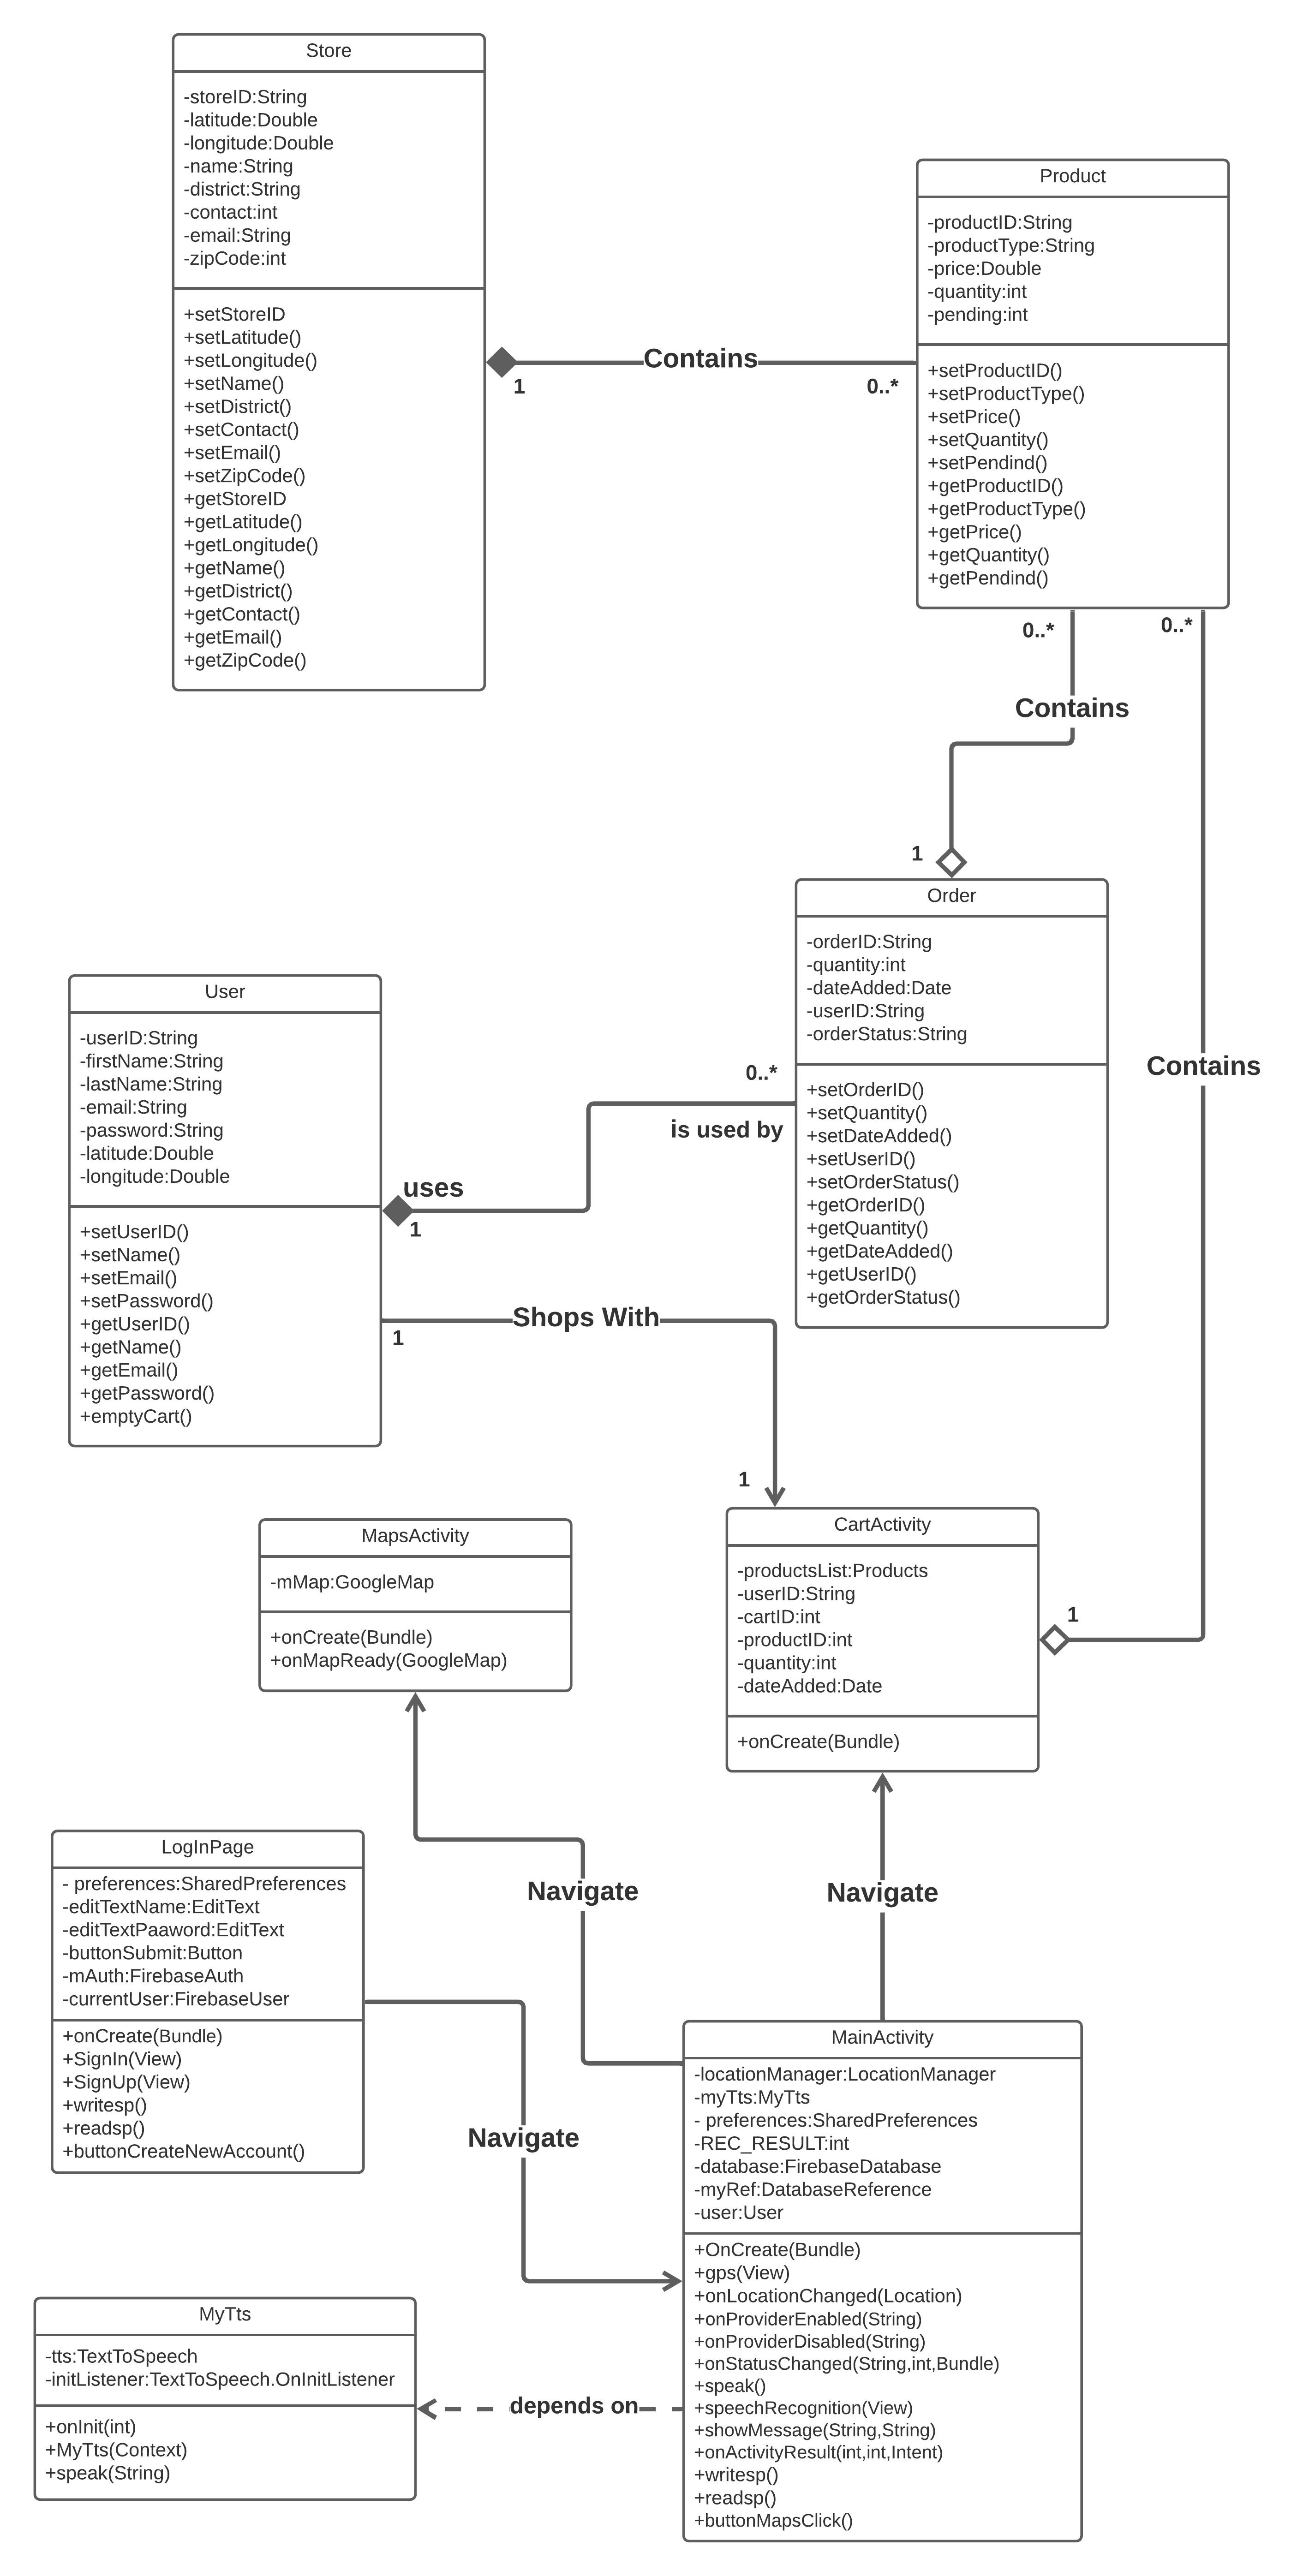 Store
-storeID:String
-latitude:Double
-longitude:Double
-name:String
-district:String
-contact:int
-email:String
-zipCode:int
+setStoreID
+setLatitude()
+setLongitude()
+setName()
+setDistrict()
+setContact()
+setEmail()
+setZipCode()
+getStoreID
+getLatitude()
+getLongitude()
+getName()
+getDistrict()
+getContact()
+getEmail()
+getZipCode()
Contains
1
0..*
Product
-productID:String
-productType:String
-price:Double
-quantity:int
-pending:int
+setProductID()
+setProductType()
+setPrice()
+setQuantity()
+setPendind()
+getProductID()
+getProductType()
+getPrice()
+getQuantity()
+getPendind()
0..*
0..*
Contains
1
Order
-orderID:String
-quantity:int
-dateAdded:Date
-userID:String
-orderStatus:String
+setOrderID()
+setQuantity()
+setDateAdded()
+setUserID()
+setOrderStatus()
+getOrderID()
+getQuantity()
+getDateAdded()
+getUserID()
+getOrderStatus()
Contains
User
-userID:String
-firstName:String
-lastName:String
-email:String
-password:String
-latitude:Double
-longitude:Double
+setUserID()
+setName()
+setEmail()
+setPassword()
+getUserID()
+getName()
+getEmail()
+getPassword()
+emptyCart()
0..*
is used by
uses
1
Shops With
1
1
CartActivity
-productsList:Products
-userID:String
-cartID:int
-productID:int
-quantity:int
-dateAdded:Date
+onCreate(Bundle)
1
MapsActivity
-mMap:GoogleMap
+onCreate(Bundle)
+onMapReady(GoogleMap)
Navigate
Navigate
LogInPage
- preferences:SharedPreferences
-editTextName:EditText
-editTextPaaword:EditText
-buttonSubmit:Button
-mAuth:FirebaseAuth
-currentUser:FirebaseUser
+onCreate(Bundle)
+SignIn(View)
+SignUp(View)
+writesp()
+readsp()
+buttonCreateNewAccount()
Navigate
MainActivity
-locationManager:LocationManager
-myTts:MyTts
- preferences:SharedPreferences
-REC_RESULT:int
-database:FirebaseDatabase
-myRef:DatabaseReference
-user:User
+OnCreate(Bundle)
+gps(View)
+onLocationChanged(Location)
+onProviderEnabled(String)
+onProviderDisabled(String)
+onStatusChanged(String,int,Bundle)
+speak()
+speechRecognition(View)
+showMessage(String,String)
+onActivityResult(int,int,Intent)
+writesp()
+readsp()
+buttonMapsClick()
MyTts
-tts:TextToSpeech
-initListener:TextToSpeech.OnInitListener
+onInit(int)
+MyTts(Context)
+speak(String)
depends on